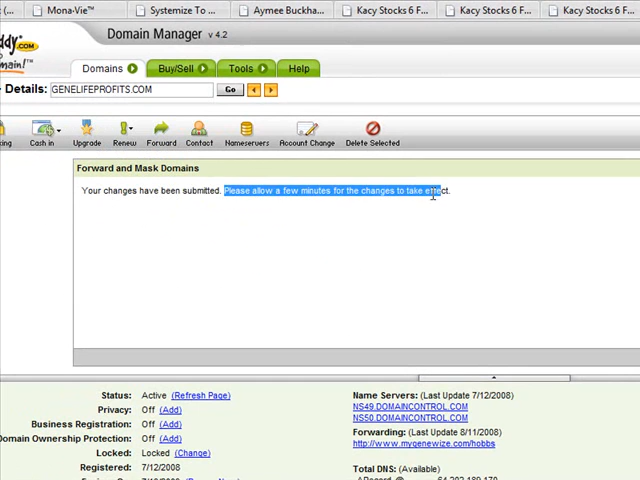 Mona-Vie™ Systemize To ... Aymee Buckha... Kacy Stocks 6 F... Kacy Stocks 6 F... Kacy Stocks 6 F...
.COM
Domain Manager v 4.2
Domains Buy/Sell Tools Help
Details: GENELIFEPROFITS.COM Go
Cash in Upgrade Renew Forward Contact Nameservers Account Change Delete Selected
Forward and Mask Domains
Your changes have been submitted. Please allow a few minutes for the changes to take effect.
Status: Active (Refresh Page)
Privacy: Off (Add)
Business Registration: Off (Add)
Domain Ownership Protection: Off (Add)
Locked: Locked (Change)
Registered: 7/12/2008
Name Servers: (Last Update 7/12/2008)
NS49.DOMAINCONTROL.COM
NS50.DOMAINCONTROL.COM
Forwarding: (Last Update 8/11/2008)
http://www.mygenewize.com/hobbs
Total DNS: (Available)